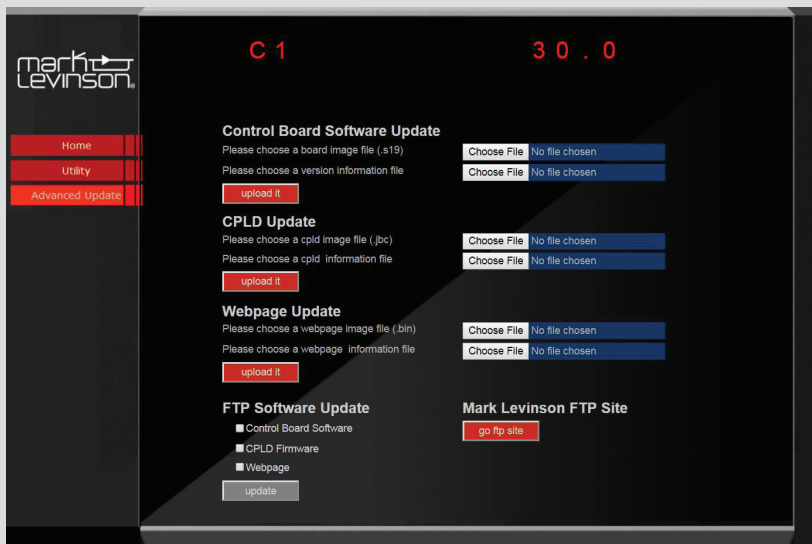 mark
Levinson®
C1 30.0
Home
Utility
Advanced Update
Control Board Software Update
Please choose a board image file (.s19) Choose File No file chosen
Please choose a version information file Choose File No file chosen
upload it
CPLD Update
Please choose a cpld image file (.jbc) Choose File No file chosen
Please choose a cpld information file Choose File No file chosen
upload it
Webpage Update
Please choose a webpage image file (.bin) Choose File No file chosen
Please choose a webpage information file Choose File No file chosen
upload it
FTP Software Update
Control Board Software
CPLD Firmware
Webpage
update
Mark Levinson FTP Site
go ftp site